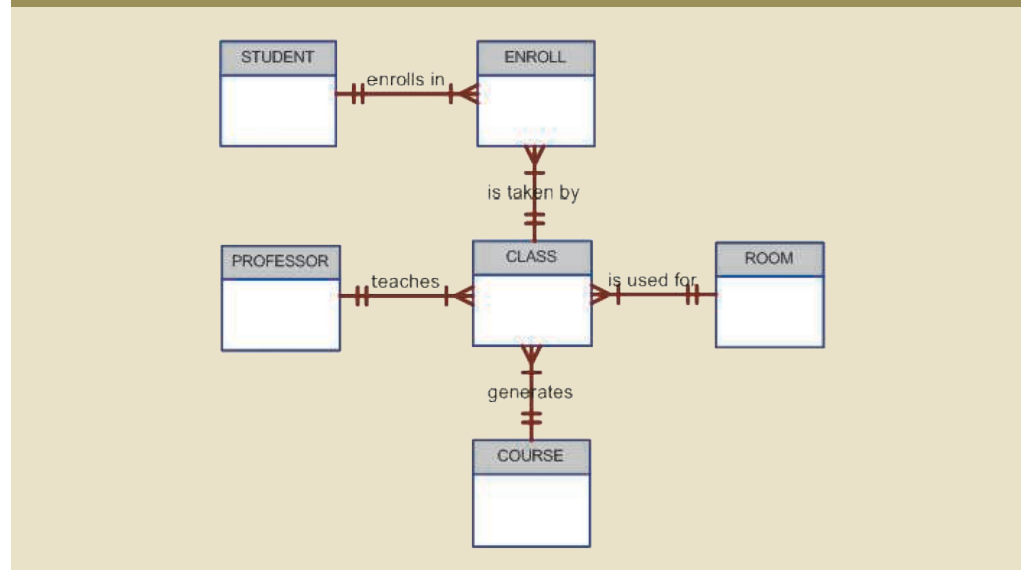 STUDENT
enrolls in
ENROLL
is taken by
PROFESSOR
teaches
CLASS
is used for
ROOM
generates
COURSE